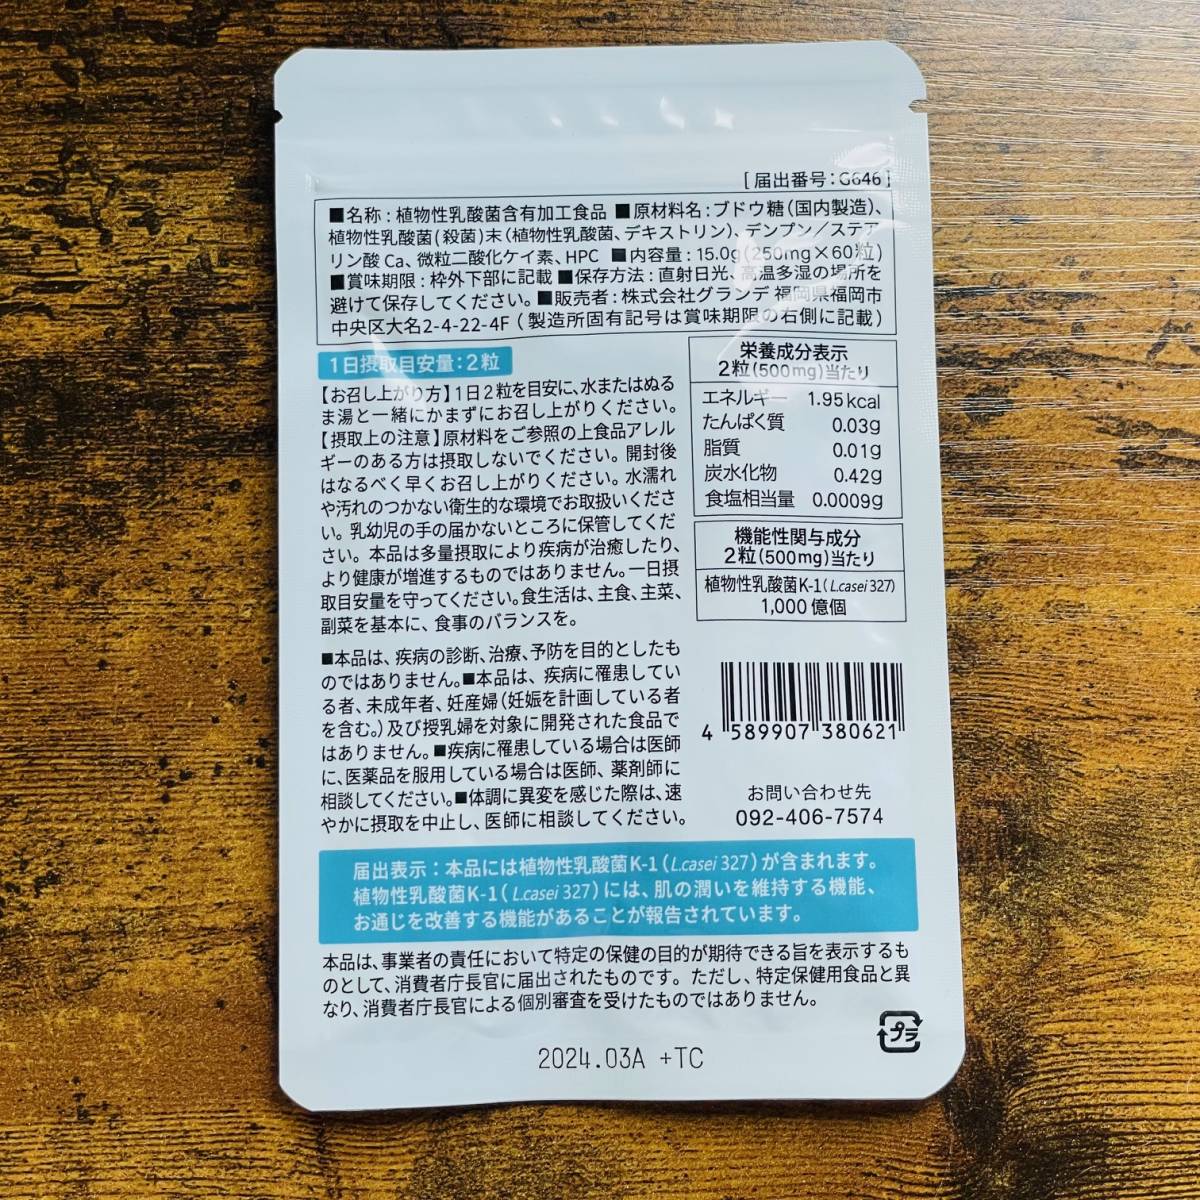 [届出番号：G646]
■名称：植物性乳酸菌含有加工食品 ■原材料名：ブドウ糖（国内製造）、
植物性乳酸菌（殺菌）末（植物性乳酸菌、デキストリン）、デンプン／ステア
リン酸Ca、微粒二酸化ケイ素、HPC ■内容量：15.0g（250mg×60粒）
■賞味期限：枠外下部に記載 ■保存方法：直射日光、高温多湿の場所を
避けて保存してください。■販売者：株式会社グランデ 福岡県福岡市
中央区大名2-4-22-4F（製造所固有記号は賞味期限の右側に記載）
1日摂取目安量：2粒
【お召し上がり方】1日2粒を目安に、水またはぬる
ま湯と一緒にかまずにお召し上がりください。
【摂取上の注意】原材料をご参照の上食品アレル
ギーのある方は摂取しないでください。開封後
はなるべく早くお召し上がりください。水濡れ
や汚れのつかない衛生的な環境でお取扱いくださ
い。乳幼児の手の届かないところに保管してくだ
さい。本品は多量摂取により疾病が治癒したり、
より健康が増進するものではありません。一日摂
取目安量を守ってください。食生活は、主食、主菜、
副菜を基本に、食事のバランスを。
■本品は、疾病の診断、治療、予防を目的としたも
のではありません。■本品は、疾病に罹患してい
る者、未成年者、妊産婦（妊娠を計画している者
を含む。）及び授乳婦を対象に開発された食品で
はありません。■疾病に罹患している場合は医師
に、医薬品を服用している場合は医師、薬剤師に
相談してください。■体調に異変を感じた際は、速
やかに摂取を中止し、医師に相談してください。
栄養成分表示
2粒（500mg）当たり
エネルギー 1.95kcal
たんぱく質 0.03g
脂質 0.01g
炭水化物 0.42g
食塩相当量 0.0009g
機能性関与成分
2粒（500mg）当たり
植物性乳酸菌K-1（L.casei 327）
1,000億個
4 589907 380621
お問い合わせ先
092-406-7574
届出表示：本品には植物性乳酸菌K-1（L.casei 327）が含まれます。
植物性乳酸菌K-1（L.casei 327）には、肌の潤いを維持する機能、
お通じを改善する機能があることが報告されています。
本品は、事業者の責任において特定の保健の目的が期待できる旨を表示するも
のとして、消費者庁長官に届出されたものです。ただし、特定保健用食品と異
なり、消費者庁長官による個別審査を受けたものではありません。
プラ
2024.03A +TC